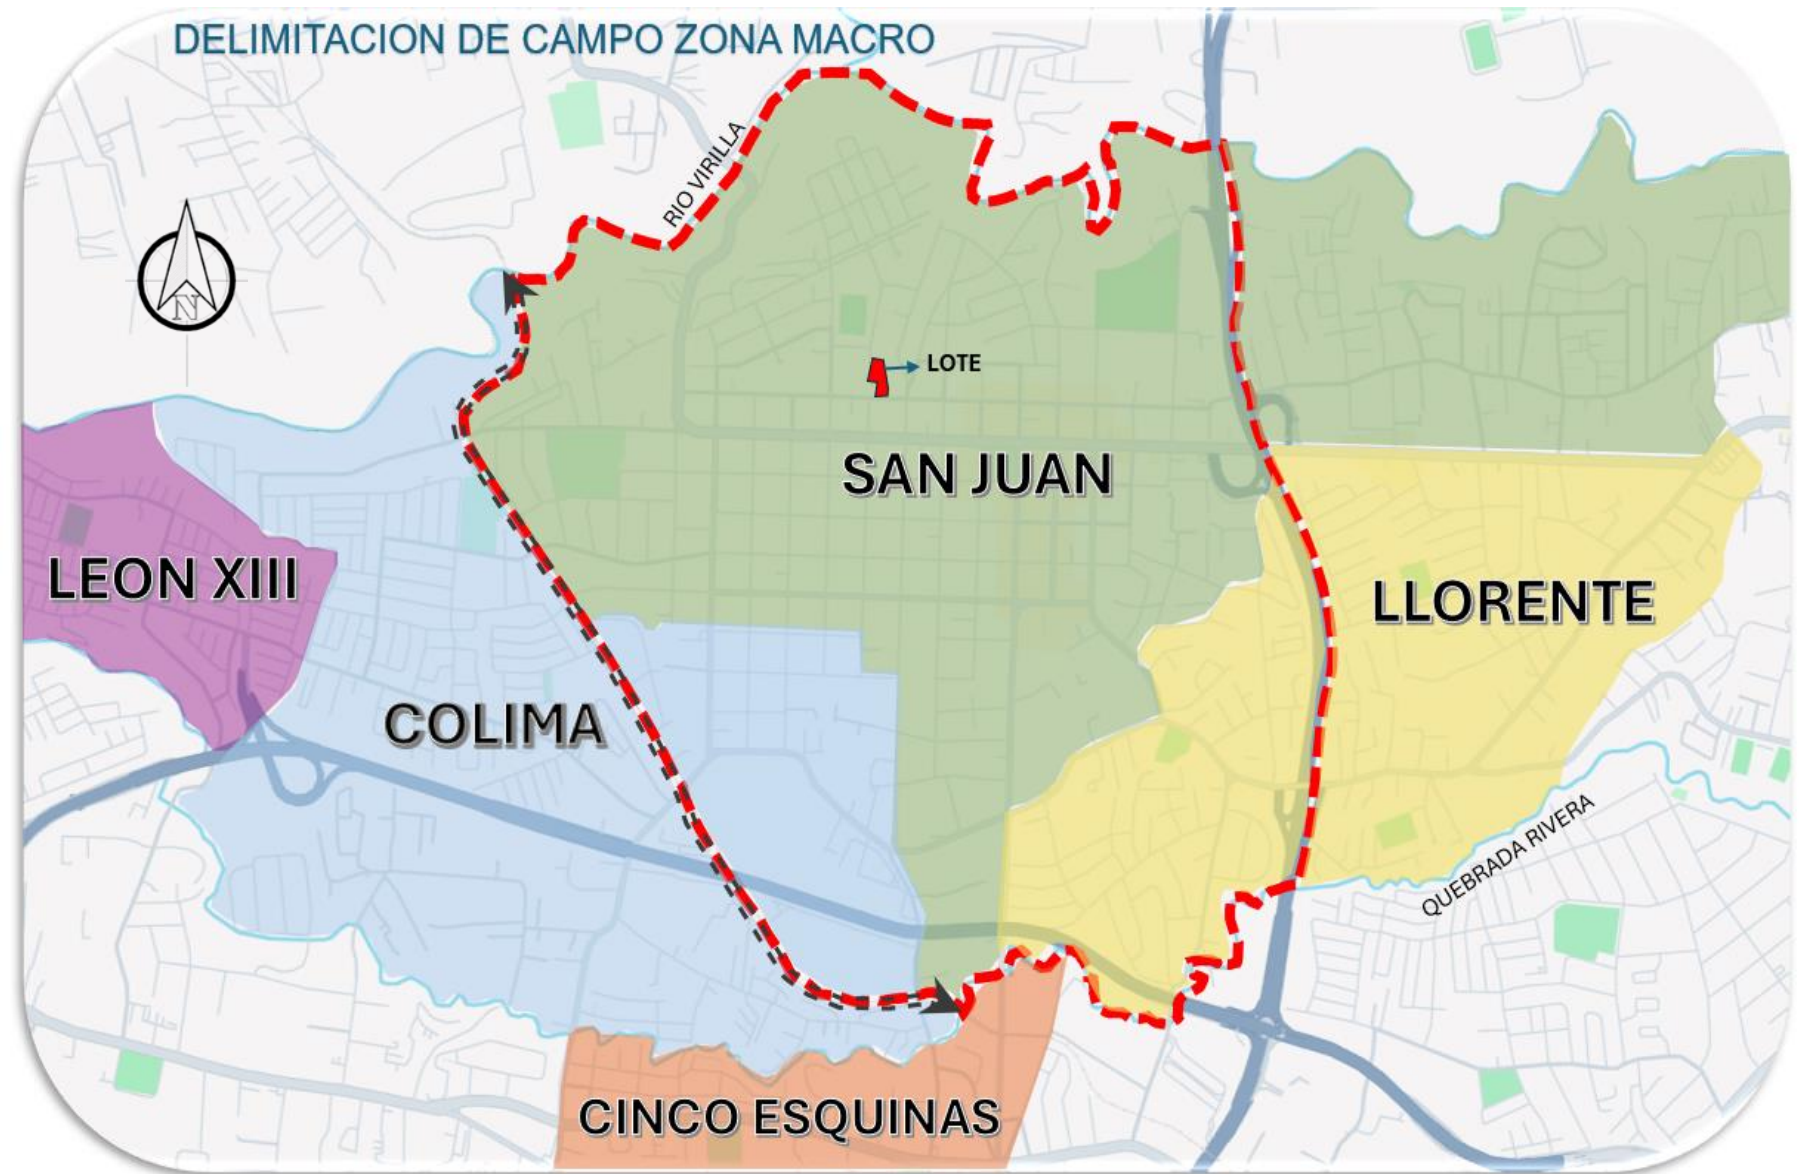 DELIMITACION DE CAMPO ZONA MACRO
RIO VIRILLA
N
LOTE
SAN JUAN
LEON XIII
LLORENTE
COLIMA
QUEBRADA RIVERA
CINCO ESQUINAS